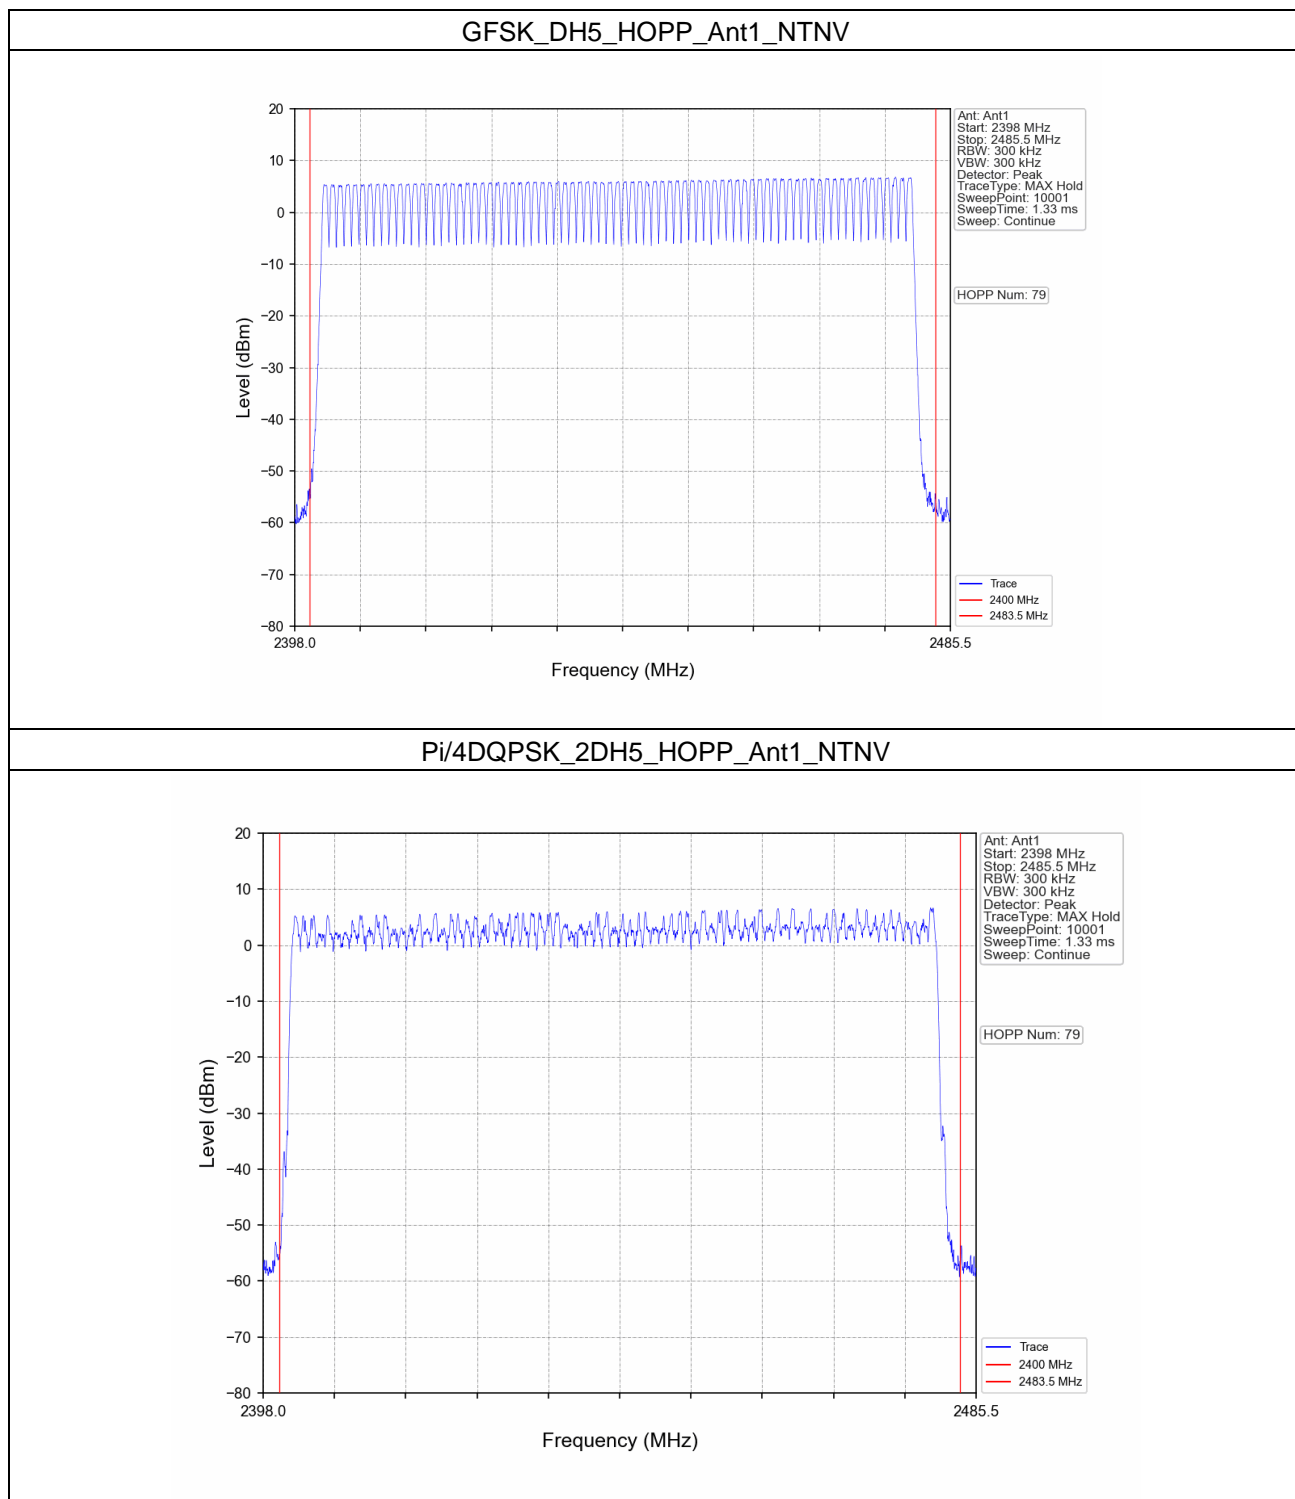 GFSK_DH5_HOPP_Ant1_NTNV
20
10
0
−10
−20
−30
−40
−50
−60
−70
−80
Level (dBm)
2398.0
2485.5
Frequency (MHz)
Ant: Ant1
Start: 2398 MHz
Stop: 2485.5 MHz
RBW: 300 kHz
VBW: 300 kHz
Detector: Peak
TraceType: MAX Hold
SweepPoint: 10001
SweepTime: 1.33 ms
Sweep: Continue
HOPP Num: 79
Trace
2400 MHz
2483.5 MHz
Pi/4DQPSK_2DH5_HOPP_Ant1_NTNV
20
10
0
−10
−20
−30
−40
−50
−60
−70
−80
Level (dBm)
2398.0
2485.5
Frequency (MHz)
Ant: Ant1
Start: 2398 MHz
Stop: 2485.5 MHz
RBW: 300 kHz
VBW: 300 kHz
Detector: Peak
TraceType: MAX Hold
SweepPoint: 10001
SweepTime: 1.33 ms
Sweep: Continue
HOPP Num: 79
Trace
2400 MHz
2483.5 MHz